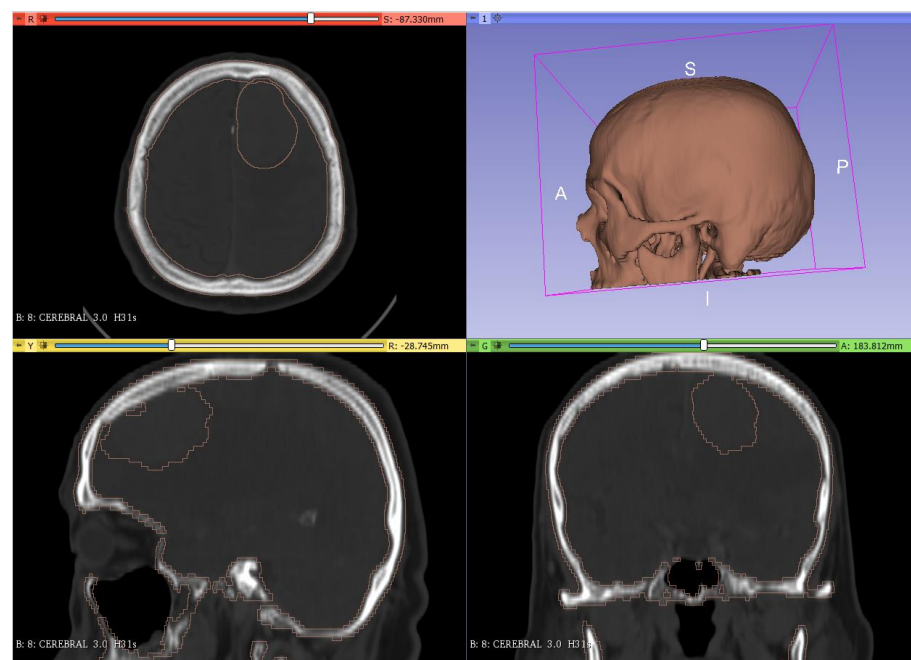 R S: -87.330mm
1
S
A
P
I
B: 8: CEREBRAL 3.0 H31s
Y R: -28.745mm
G A: 183.812mm
B: 8: CEREBRAL 3.0 H31s
B: 8: CEREBRAL 3.0 H31s